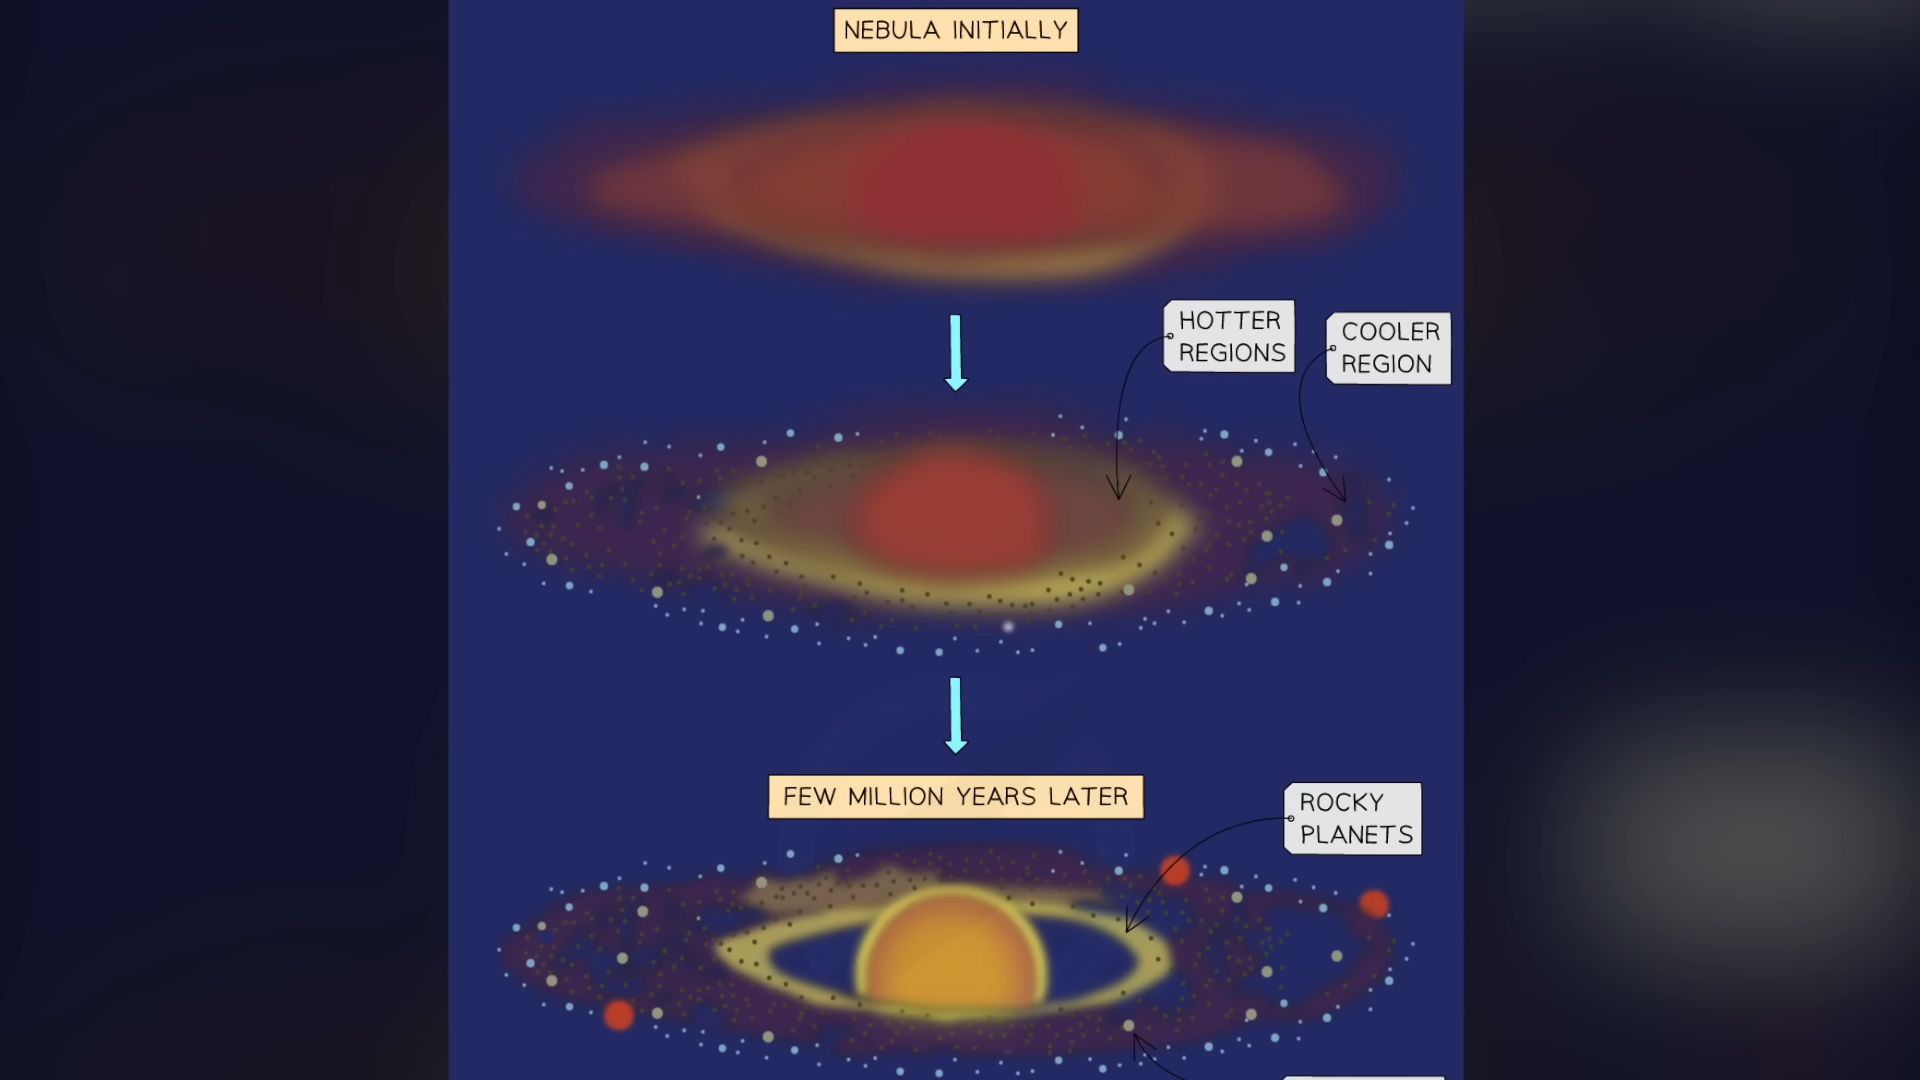 NEBULA INITIALLY
HOTTER
REGIONS
COOLER
REGION
FEW MILLION YEARS LATER
ROCKY
PLANETS